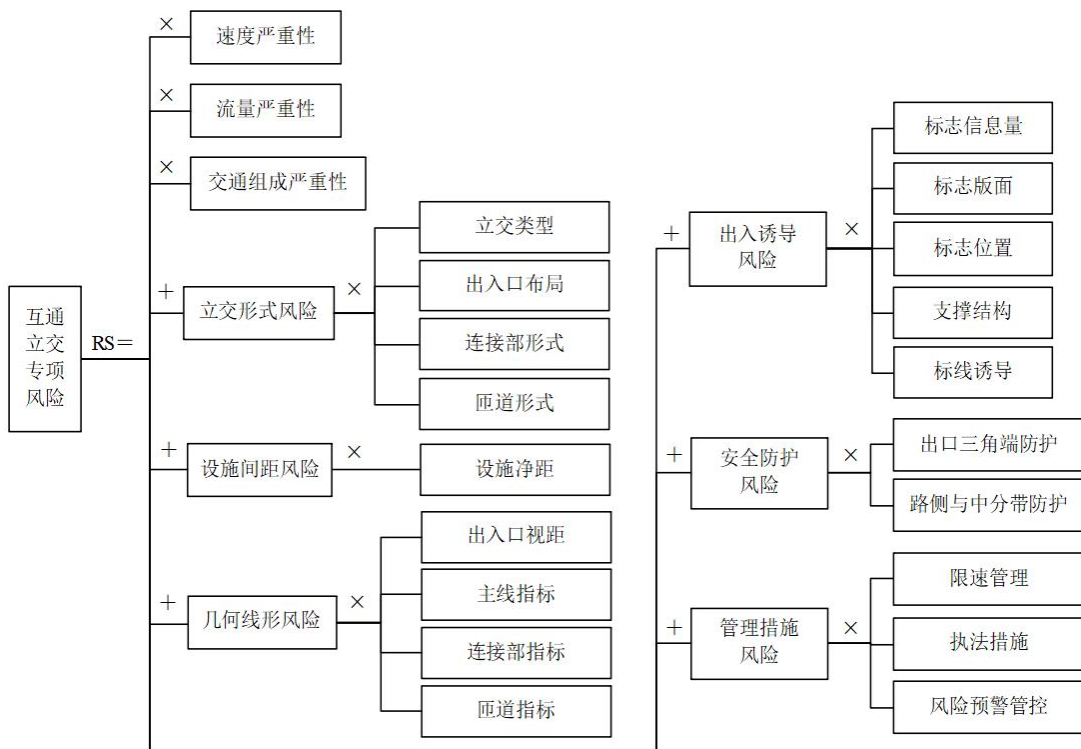 互通
立交
专项
风险
RS＝
×
速度严重性
×
流量严重性
×
交通组成严重性
＋
立交形式风险
×
立交类型
出入口布局
连接部形式
匝道形式
＋
设施间距风险
×
设施净距
＋
几何线形风险
×
出入口视距
主线指标
连接部指标
匝道指标
＋
出入诱导
风险
×
标志信息量
标志版面
标志位置
支撑结构
标线诱导
＋
安全防护
风险
×
出口三角端防护
路侧与中分带防护
＋
管理措施
风险
×
限速管理
执法措施
风险预警管控